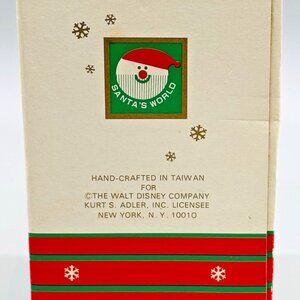 SANTA'S WORLD
HAND-CRAFTED IN TAIWAN
FOR
©THE WALT DISNEY COMPANY
KURT S. ADLER, INC. LICENSEE
NEW YORK, N.Y. 10010